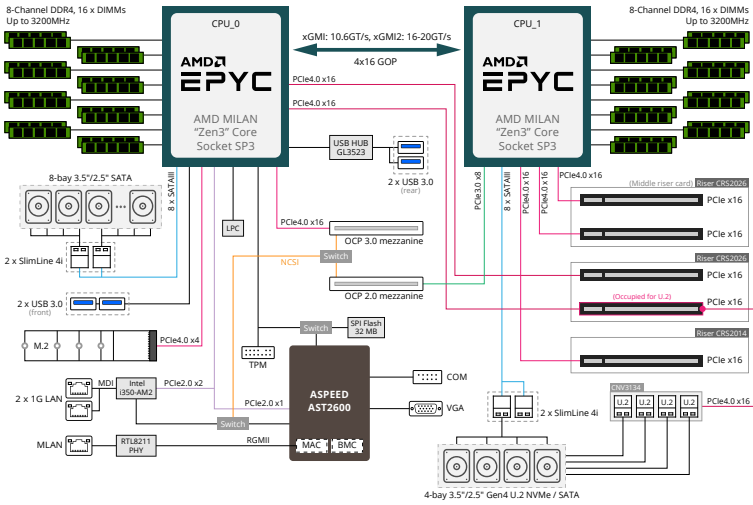 8-Channel DDR4, 16 x DIMMs
Up to 3200MHz
CPU_0
AMD
EPYC
AMD MILAN
"Zen3" Core
Socket SP3
xGMI: 10.6GT/s, xGMI2: 16-20GT/s
4x16 GOP
CPU_1
AMD
EPYC
AMD MILAN
"Zen3" Core
Socket SP3
8-Channel DDR4, 16 x DIMMs
Up to 3200MHz
PCIe4.0 x16
PCIe4.0 x16
USB HUB
GL3523
2 x USB 3.0
(rear)
8-bay 3.5"/2.5" SATA
8 x SATAIII
2 x SlimLine 4i
LPC
PCIe4.0 x16
OCP 3.0 mezzanine
Switch
NCSI
OCP 2.0 mezzanine
PCIe3.0 x8
8 x SATAIII
PCIe4.0 x16
PCIe4.0 x16
PCIe4.0 x16
(Middle riser card)
Riser CRS2026
PCIe x16
PCIe x16
Riser CRS2026
PCIe x16
(Occupied for U.2)
PCIe x16
Riser CRS2014
PCIe x16
2 x USB 3.0
(front)
M.2
PCIe4.0 x4
Switch
SPI Flash
32 MB
TPM
2 x 1G LAN
MDI
Intel
i350-AM2
PCIe2.0 x2
PCIe2.0 x1
Switch
MLAN
RTL8211
PHY
RGMII
ASPEED
AST2600
MAC
BMC
COM
VGA
2 x SlimLine 4i
CNV3134
U.2
U.2
U.2
U.2
PCIe4.0 x16
4-bay 3.5"/2.5" Gen4 U.2 NVMe / SATA